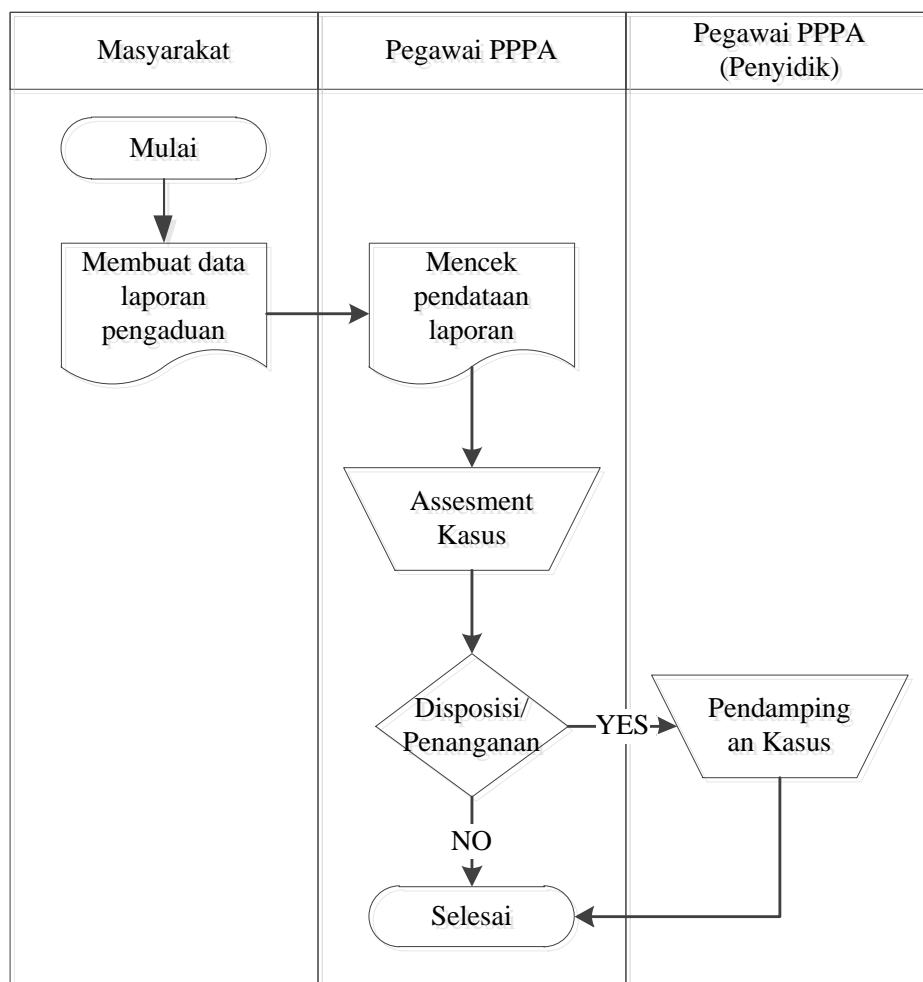 Masyarakat
Pegawai PPPA
Pegawai PPPA
(Penyidik)
Mulai
Membuat data
laporan
pengaduan
Mencek
pendataan
laporan
Assesment
Kasus
Disposisi/
Penanganan
YES
Pendamping
an Kasus
NO
Selesai